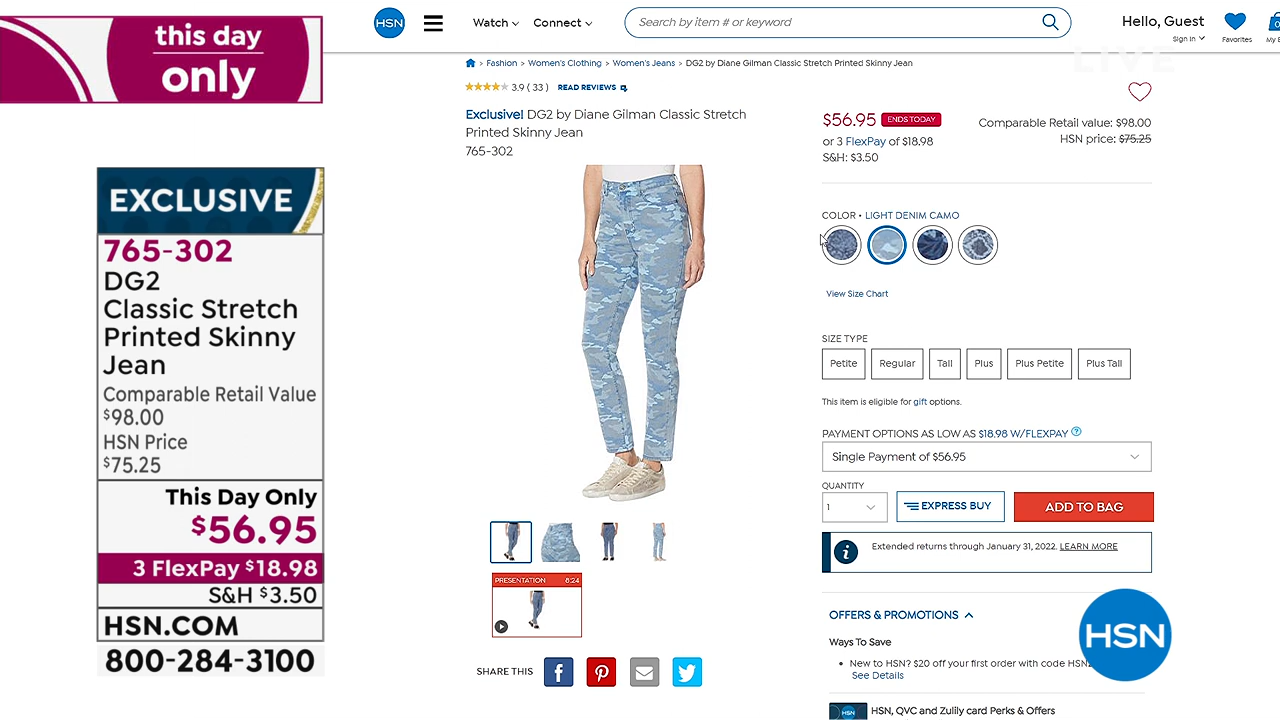 this day
only
EXCLUSIVE
765-302
DG2
Classic Stretch
Printed Skinny
Jean
Comparable Retail Value
$98.00
HSN Price
$75.25
This Day Only
$56.95
3 FlexPay $18.98
S&H $3.50
HSN.COM
800-284-3100
HSN
Watch
Connect
Search by item # or keyword
Hello, Guest
Sign In
Favorites
LIVE
Fashion > Women's Clothing > Women's Jeans > DG2 by Diane Gilman Classic Stretch Printed Skinny Jean
3.9 ( 33 ) READ REVIEWS
Exclusive! DG2 by Diane Gilman Classic Stretch
Printed Skinny Jean
765-302
$56.95 ENDS TODAY
or 3 FlexPay of $18.98
S&H: $3.50
Comparable Retail value: $98.00
HSN price: $75.25
COLOR • LIGHT DENIM CAMO
View Size Chart
SIZE TYPE
Petite Regular Tall Plus Plus Petite Plus Tall
This item is eligible for gift options.
PAYMENT OPTIONS AS LOW AS $18.98 W/FLEXPAY ?
Single Payment of $56.95
QUANTITY
1
EXPRESS BUY
ADD TO BAG
i Extended returns through January 31, 2022. LEARN MORE
PRESENTATION 8:24
SHARE THIS
OFFERS & PROMOTIONS
Ways To Save
• New to HSN? $20 off your first order with code
See Details
HSN
HSN
HSN, QVC and Zulily card Perks & Offers